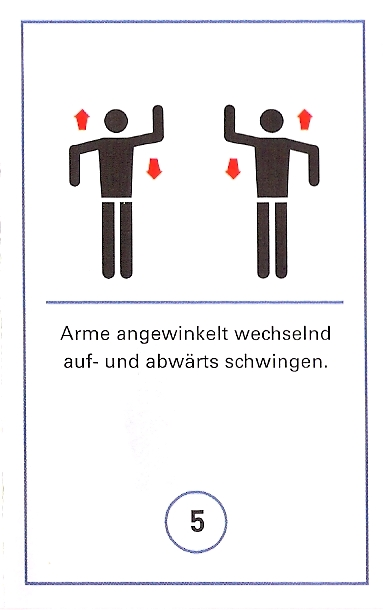 Arme angewinkelt wechselnd
auf- und abwärts schwingen.
5